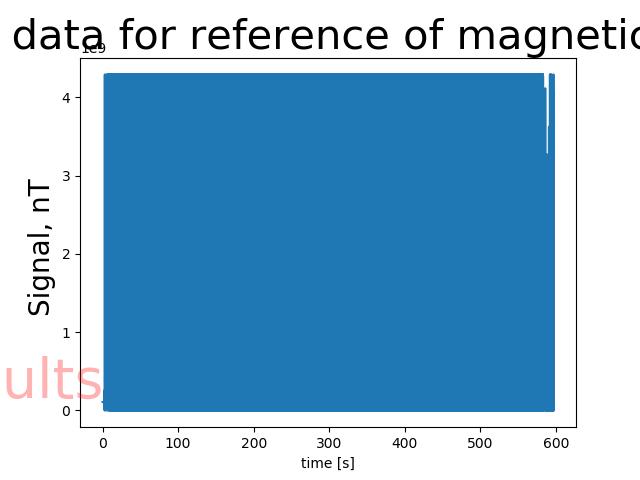 data for reference of magnetic
1e9
4
3
2
1
0
Signal, nT
ults
0 100 200 300 400 500 600
time [s]